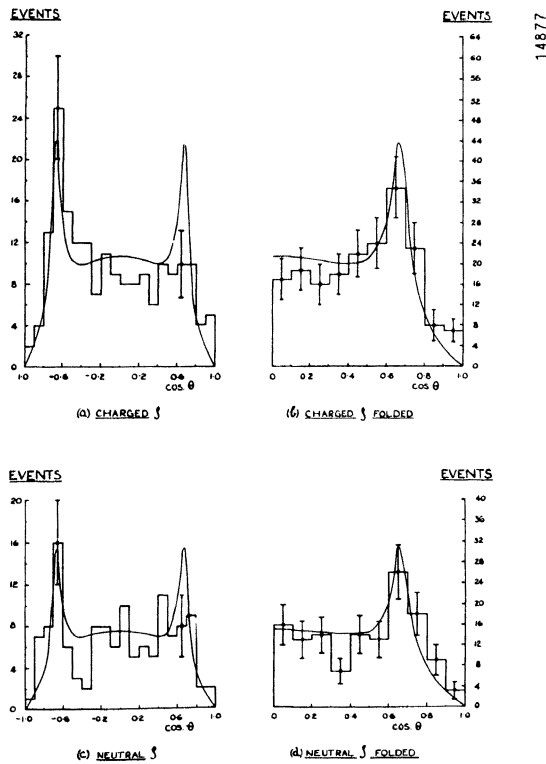 EVENTS
EVENTS
14877
32
28
24
20
16
12
8
4
0
1.0 -0.6 -0.2 0.2 0.6 1.0
COS θ
64
60
56
52
48
44
40
36
32
28
24
20
16
12
8
4
0
0 0.2 0.4 0.6 0.8 1.0
COS θ
(a) CHARGED ρ
(b) CHARGED ρ FOLDED
EVENTS
EVENTS
20
16
12
8
4
0
-1.0 -0.6 -0.2 0.2 0.6 1.0
COS. θ
40
36
32
28
24
20
16
12
8
4
0
0 0.2 0.4 0.6 0.8 1.0
COS θ
(c) NEUTRAL ρ
(d) NEUTRAL ρ FOLDED